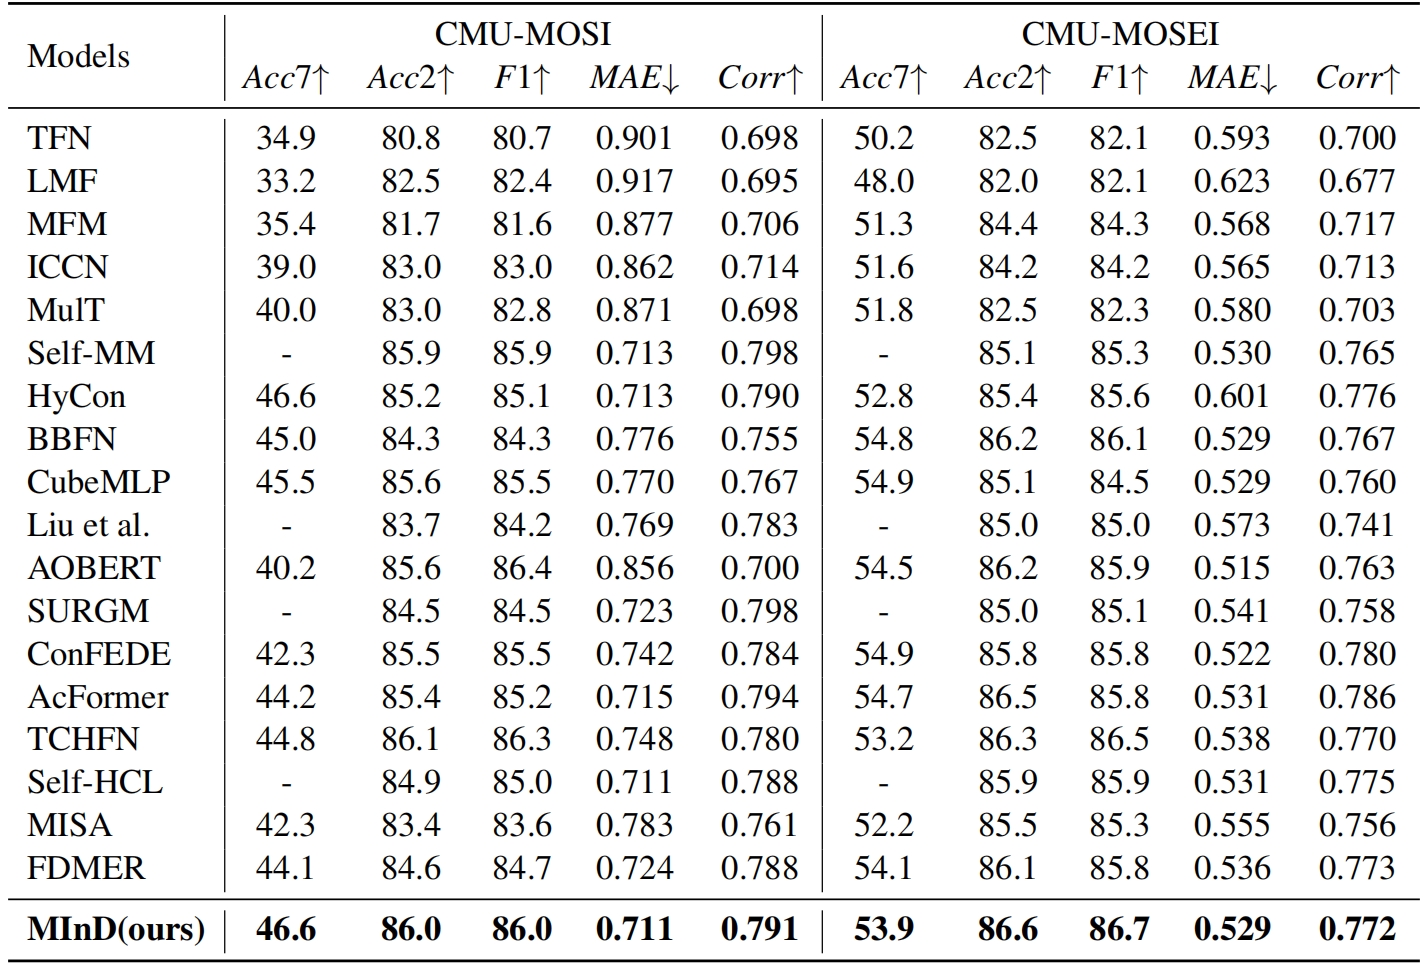 Models CMU-MOSI CMU-MOSEI
Acc7↑ Acc2↑ F1↑ MAE↓ Corr↑ Acc7↑ Acc2↑ F1↑ MAE↓ Corr↑
TFN 34.9 80.8 80.7 0.901 0.698 50.2 82.5 82.1 0.593 0.700
LMF 33.2 82.5 82.4 0.917 0.695 48.0 82.0 82.1 0.623 0.677
MFM 35.4 81.7 81.6 0.877 0.706 51.3 84.4 84.3 0.568 0.717
ICCN 39.0 83.0 83.0 0.862 0.714 51.6 84.2 84.2 0.565 0.713
MulT 40.0 83.0 82.8 0.871 0.698 51.8 82.5 82.3 0.580 0.703
Self-MM - 85.9 85.9 0.713 0.798 - 85.1 85.3 0.530 0.765
HyCon 46.6 85.2 85.1 0.713 0.790 52.8 85.4 85.6 0.601 0.776
BBFN 45.0 84.3 84.3 0.776 0.755 54.8 86.2 86.1 0.529 0.767
CubeMLP 45.5 85.6 85.5 0.770 0.767 54.9 85.1 84.5 0.529 0.760
Liu et al. - 83.7 84.2 0.769 0.783 - 85.0 85.0 0.573 0.741
AOBERT 40.2 85.6 86.4 0.856 0.700 54.5 86.2 85.9 0.515 0.763
SURGM - 84.5 84.5 0.723 0.798 - 85.0 85.1 0.541 0.758
ConFEDE 42.3 85.5 85.5 0.742 0.784 54.9 85.8 85.8 0.522 0.780
AcFormer 44.2 85.4 85.2 0.715 0.794 54.7 86.5 85.8 0.531 0.786
TCHFN 44.8 86.1 86.3 0.748 0.780 53.2 86.3 86.5 0.538 0.770
Self-HCL - 84.9 85.0 0.711 0.788 - 85.9 85.9 0.531 0.775
MISA 42.3 83.4 83.6 0.783 0.761 52.2 85.5 85.3 0.555 0.756
FDMER 44.1 84.6 84.7 0.724 0.788 54.1 86.1 85.8 0.536 0.773
MInD(ours) 46.6 86.0 86.0 0.711 0.791 53.9 86.6 86.7 0.529 0.772